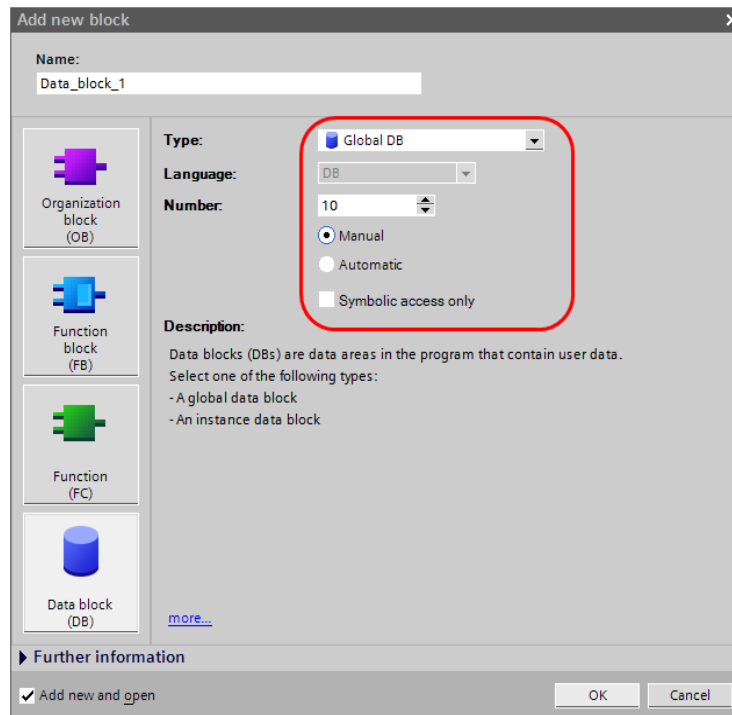 Add new block
Name:
Data_block_1
Organization
block
(OB)
Function
block
(FB)
Function
(FC)
Data block
(DB)
Type:
Global DB
Language:
DB
Number:
10
Manual
Automatic
Symbolic access only
Description:
Data blocks (DBs) are data areas in the program that contain user data.
Select one of the following types:
- A global data block
- An instance data block
more...
Further information
Add new and open
OK
Cancel